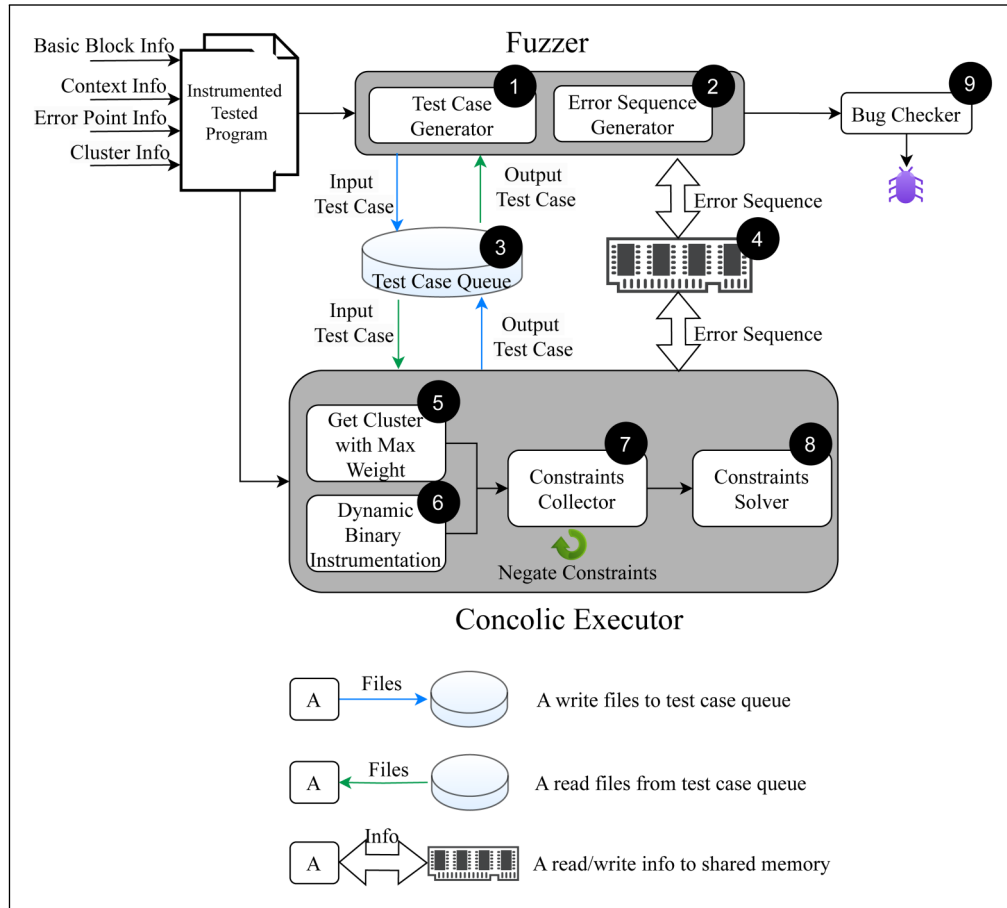 Fuzzer
Basic Block Info
Context Info
Error Point Info
Cluster Info
Instrumented
Tested
Program
1
Test Case
Generator
2
Error Sequence
Generator
9
Bug Checker
Input
Test Case
Output
Test Case
Error Sequence
3
Test Case Queue
4
Input
Test Case
Output
Test Case
Error Sequence
5
Get Cluster
with Max
Weight
6
Dynamic
Binary
Instrumentation
7
Constraints
Collector
8
Constraints
Solver
Negate Constraints
Concolic Executor
A
Files
A write files to test case queue
A
Files
A read files from test case queue
A
Info
A read/write info to shared memory